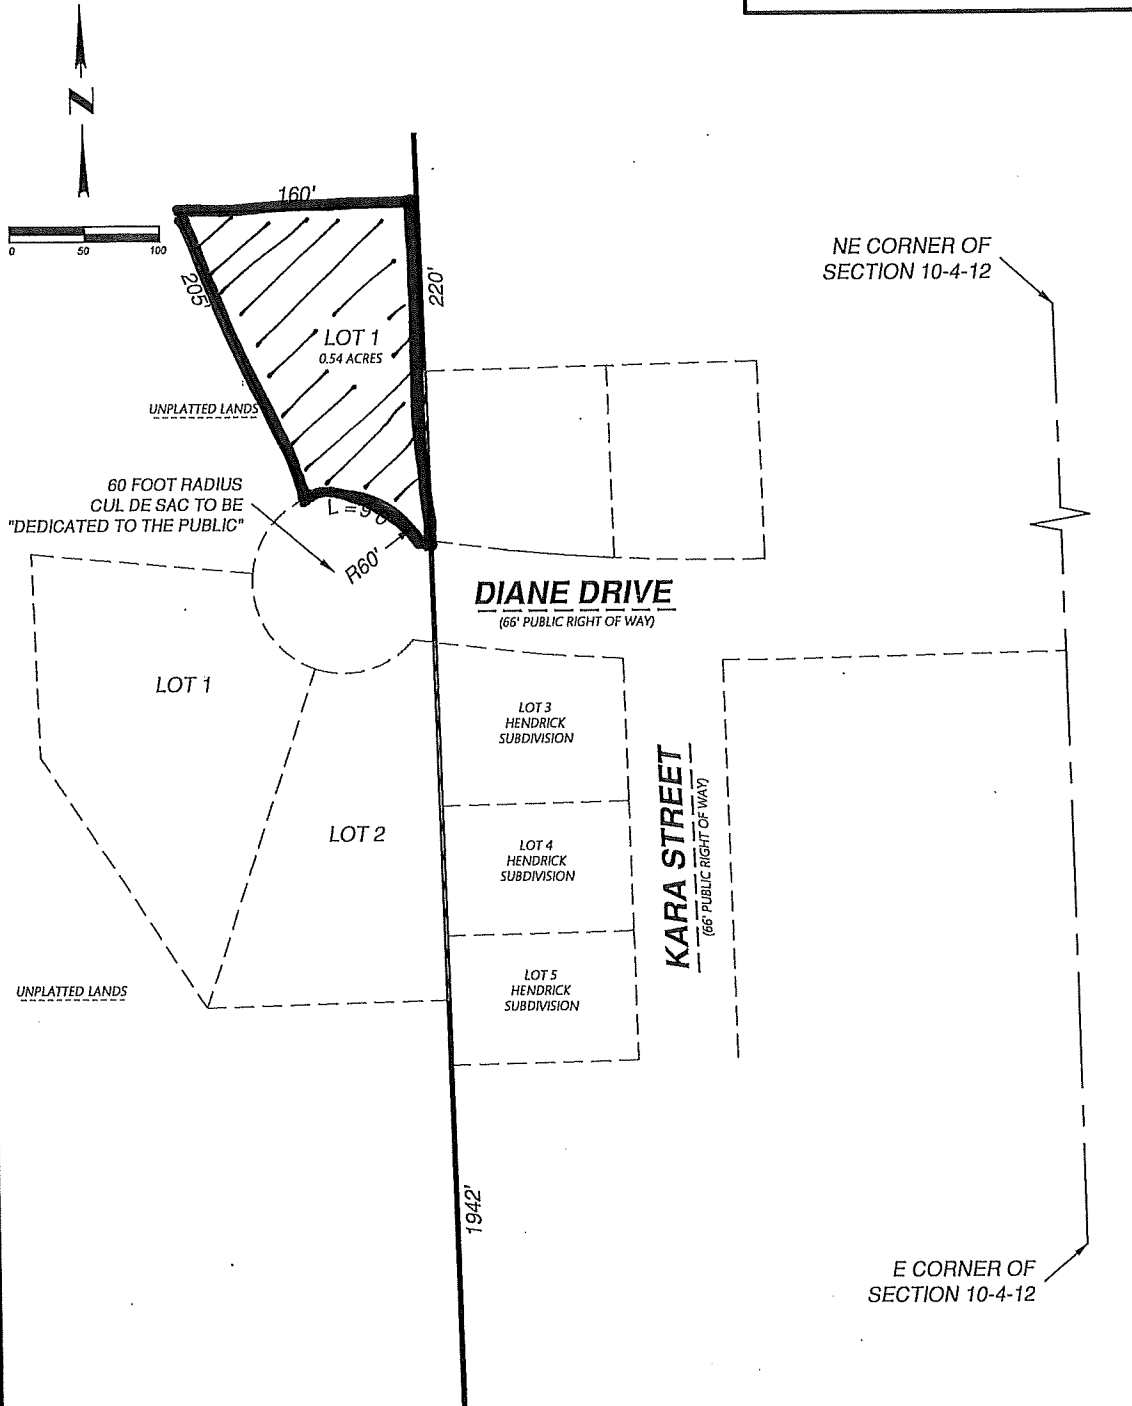 N
0 50 100
160'
205'
220'
LOT 1
0.54 ACRES
NE CORNER OF
SECTION 10-4-12
UNPLATTED LANDS
60 FOOT RADIUS
CUL DE SAC TO BE
"DEDICATED TO THE PUBLIC"
L =
R60'
DIANE DRIVE
(66' PUBLIC RIGHT OF WAY)
LOT 1
LOT 2
LOT 3
HENDRICK
SUBDIVISION
LOT 4
HENDRICK
SUBDIVISION
LOT 5
HENDRICK
SUBDIVISION
KARA STREET
(66' PUBLIC RIGHT OF WAY)
UNPLATTED LANDS
1942'
E CORNER OF
SECTION 10-4-12